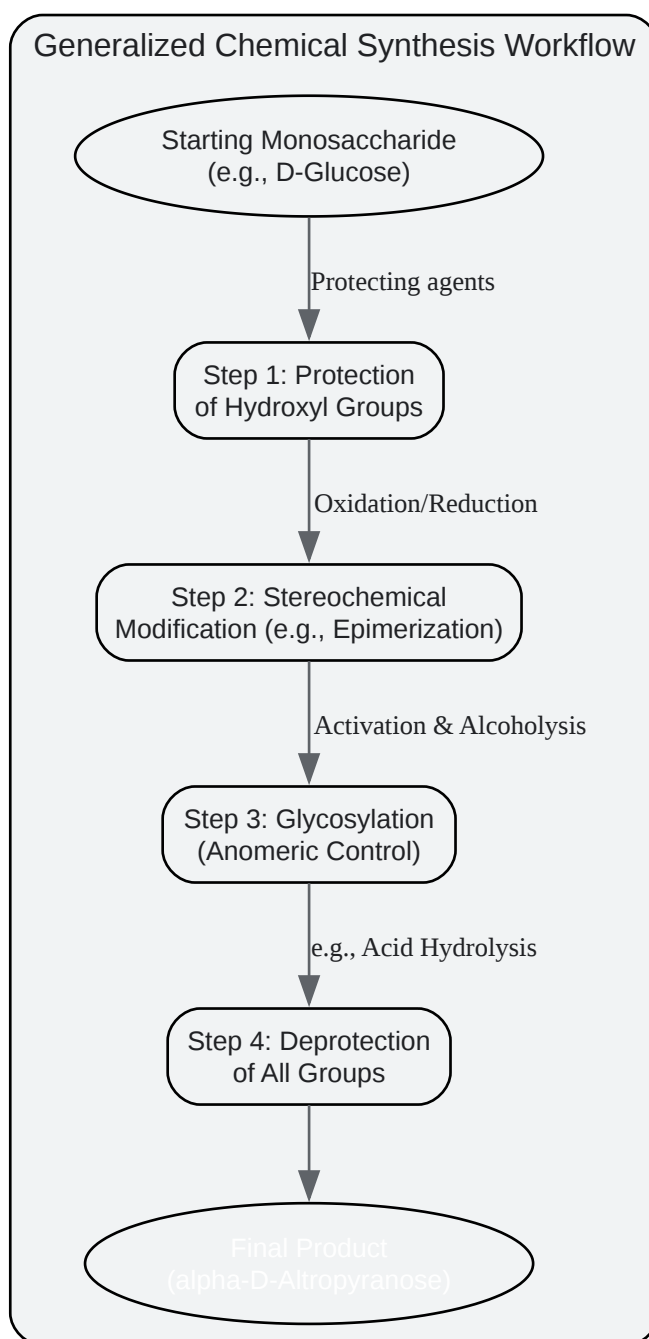 Generalized Chemical Synthesis Workflow
Starting Monosaccharide
(e.g., D-Glucose)
Protecting agents
Step 1: Protection
of Hydroxyl Groups
Oxidation/Reduction
Step 2: Stereochemical
Modification (e.g., Epimerization)
Activation & Alcoholysis
Step 3: Glycosylation
(Anomeric Control)
e.g., Acid Hydrolysis
Step 4: Deprotection
of All Groups
Final Product
(alpha-D-Altropyranose)